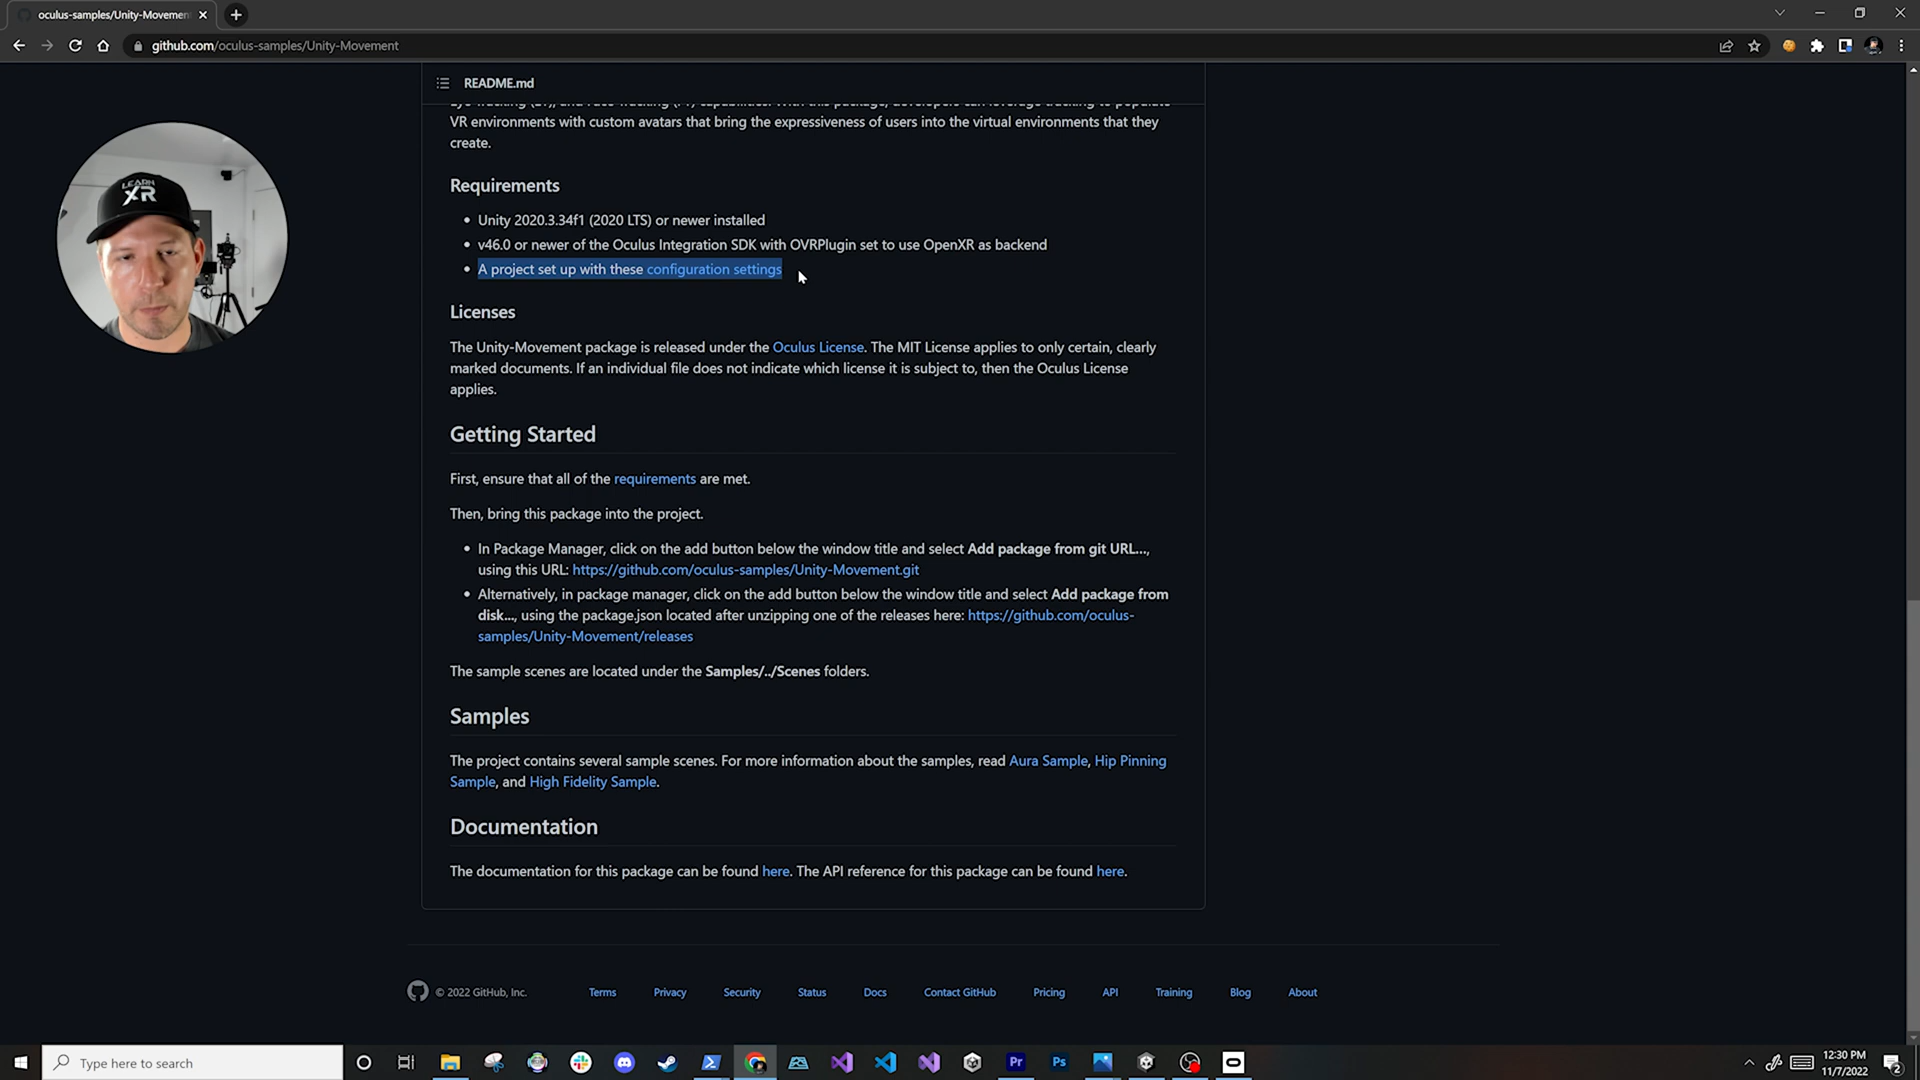 oculus-samples/Unity-Movement
github.com/oculus-samples/Unity-Movement
README.md
VR environments with custom avatars that bring the expressiveness of users into the virtual environments that they
create.
LEARN
XR
Requirements
Unity 2020.3.34f1 (2020 LTS) or newer installed
v46.0 or newer of the Oculus Integration SDK with OVRPlugin set to use OpenXR as backend
A project set up with these configuration settings
Licenses
The Unity-Movement package is released under the Oculus License. The MIT License applies to only certain, clearly
marked documents. If an individual file does not indicate which license it is subject to, then the Oculus License
applies.
Getting Started
First, ensure that all of the requirements are met.
Then, bring this package into the project.
In Package Manager, click on the add button below the window title and select Add package from git URL...,
using this URL: https://github.com/oculus-samples/Unity-Movement.git
Alternatively, in package manager, click on the add button below the window title and select Add package from
disk..., using the package.json located after unzipping one of the releases here: https://github.com/oculus-
samples/Unity-Movement/releases
The sample scenes are located under the Samples/../Scenes folders.
Samples
The project contains several sample scenes. For more information about the samples, read Aura Sample, Hip Pinning
Sample, and High Fidelity Sample.
Documentation
The documentation for this package can be found here. The API reference for this package can be found here.
© 2022 GitHub, Inc. Terms Privacy Security Status Docs Contact GitHub Pricing API Training Blog About
Type here to search
Pr
Ps
12:30 PM
11/7/2022
2